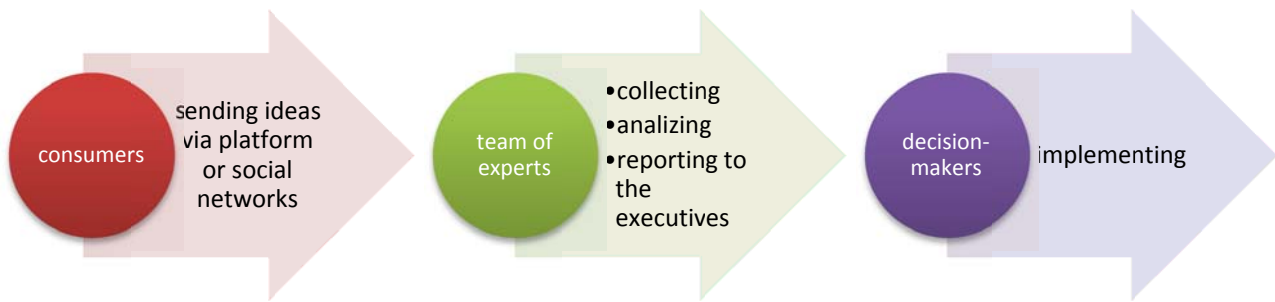 consumers
sending ideas
via platform
or social
networks
team of
experts
•collecting
•analizing
•reporting to
the
executives
decision-
makers
implementing